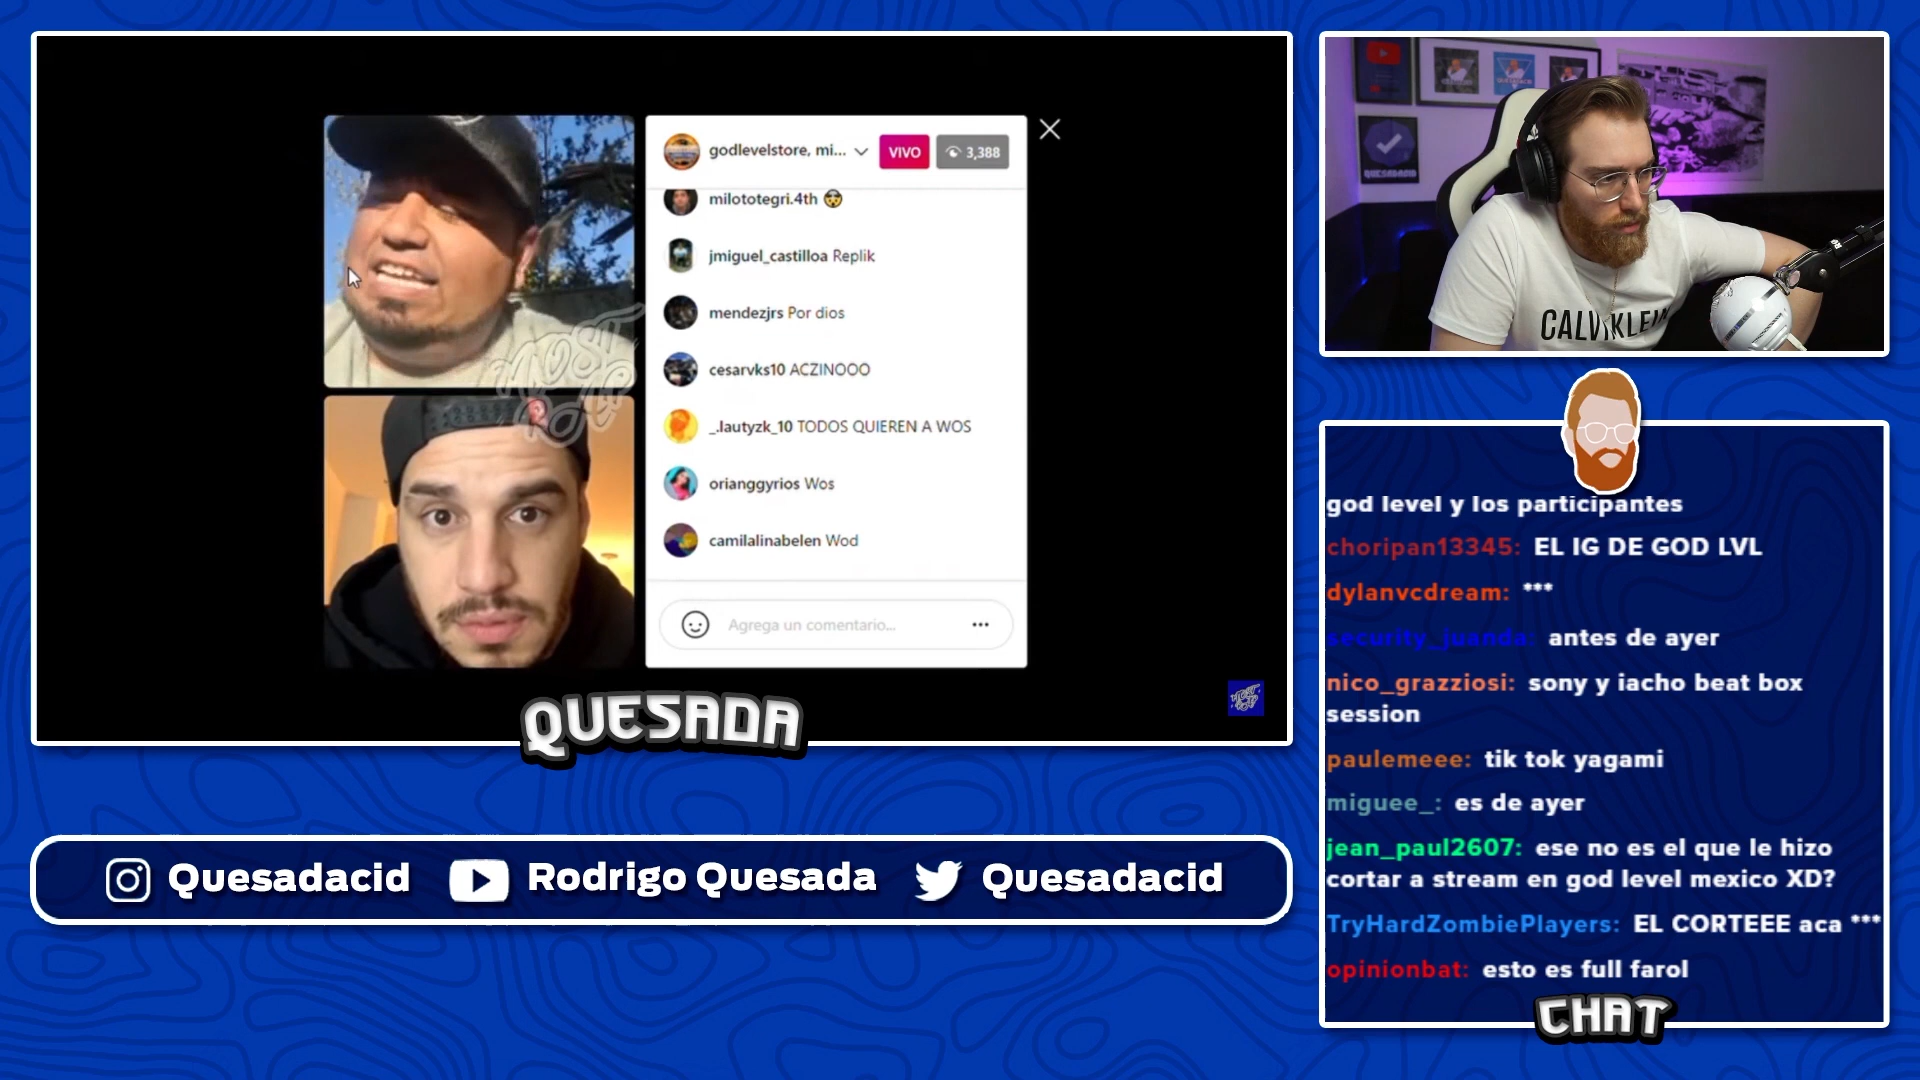 godlevelstore, mi...
VIVO
3,388
milototegri.4th
jmiguel_castilloa Replik
mendezjrs Por dios
cesarvks10 ACZINOOO
_.lautyzk_10 TODOS QUIEREN A WOS
orianggyrios Wos
camilalinabelen Wod
Agrega un comentario...
MOST
QUESADA
Quesadacid
Rodrigo Quesada
Quesadacid
QUESADACID
CALVIN KLEIN
god level y los participantes
choripan13345: EL IG DE GOD LVL
dylanvcdream: ***
security_juanda: antes de ayer
nico_grazziosi: sony y iacho beat box
session
paulemeee: tik tok yagami
miguee_: es de ayer
jean_paul2607: ese no es el que le hizo
cortar a stream en god level mexico XD?
TryHardZombiePlayers: EL CORTEEE aca ***
opinionbat: esto es full farol
CHAT